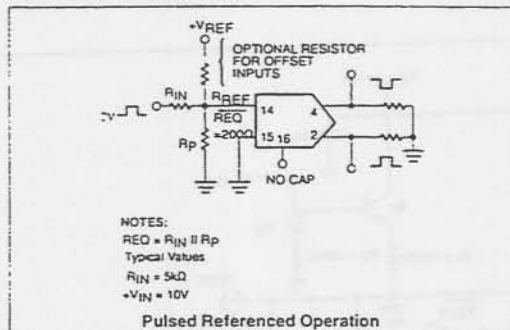 +VREF
OPTIONAL RESISTOR
FOR OFFSET
INPUTS
RIN
RREF
REQ
≈200Ω
RP
14
15
16
4
2
NO CAP
NOTES:
REQ = RIN II RP
Typical Values
RIN = 5kΩ
+VIN = 10V
Pulsed Referenced Operation